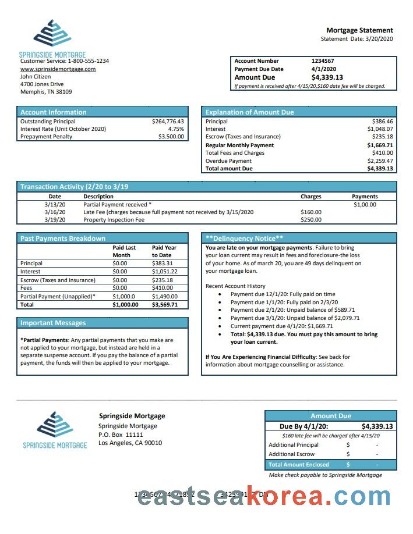 Mortgage Statement
Statement Date: 3/20/2020
SPRINGSIDE MORTGAGE
Customer Service: 1-800-555-1234
www.springsidemortgage.com
John Citizen
4700 Jones Drive
Memphis, TN 38109
Account Number 1234567
Payment Due Date 4/1/2020
Amount Due $4,339.13
If payment is received after 4/15/20,$160 late fee will be charged.
Account Information
Outstanding Principal $264,776.43
Interest Rate (Unit October 2020) 4.75%
Prepayment Penalty $3.500.00
Explanation of Amount Due
Principal $386.46
Interest $1,048.07
Escrow (Taxes and Insurance) $235.18
Regular Monthly Payment $1,669.71
Total Fees and Charges $410.00
Overdue Payment $2,259.47
Total amount Due $4,339.13
Transaction Activity (2/20 to 3/19
Date Description Charges Payments
3/13/20 Partial Payment received * $1,00.00
3/16/20 Late Fee (charges because full payment not received by 3/15/2020 $160.00
3/19/20 Property Inspection Fee $250.00
Past Payments Breakdown
Paid Last Month Paid Year to Date
Principal $0.00 $383.31
Interest $0.00 $1,051.22
Escrow (Taxes and Insurance) $0.00 $235.18
Fees $0.00 $410.00
Partial Payment (Unapplied)* $1,000.0 $1,490.00
Total $1,000.0 $3,569.71
Important Messages
*Partial Payments: Any partial payments that you make are
not applied to your mortgage, but instead are held in a
separate suspense account. If you pay the balance of a partial
payment, the funds will then be applied to your mortgage.
**Delinquency Notice**
You are late on your mortgage payments. Failure to bring
your loan current may result in fees and foreclosure-the loss
of your home. As of march 20, you are 49 days delinquent on
your mortgage loan.
Recent Account History
• Payment due 12/1/20: Fully paid on time
• Payment due 1/1/20: Fully paid on 2/3/20
• Payment due 2/1/20: Unpaid balance of $589.71
• Payment due 3/1/20: Unpaid balance of $2,079.71
• Current payment due 4/1/20: $1,669.71
• Total: $4,339.13 due. You must pay this amount to bring
your loan current.
If You Are Experiencing Financial Difficulty: See back for
information about mortgage counselling or assistance.
SPRINGSIDE MORTGAGE
Springside Mortgage
Springside Mortgage
P.O. Box 11111
Los Angeles, CA 90010
Amount Due
Due By 4/1/20: $4,339.13
$160 late fee will be charged after 4/15/20
Additional Principal $ -
Additional Escrow $ -
Total Amount Enclosed $ -
Make check payable to Springside Mortgage
eastseakorea.com